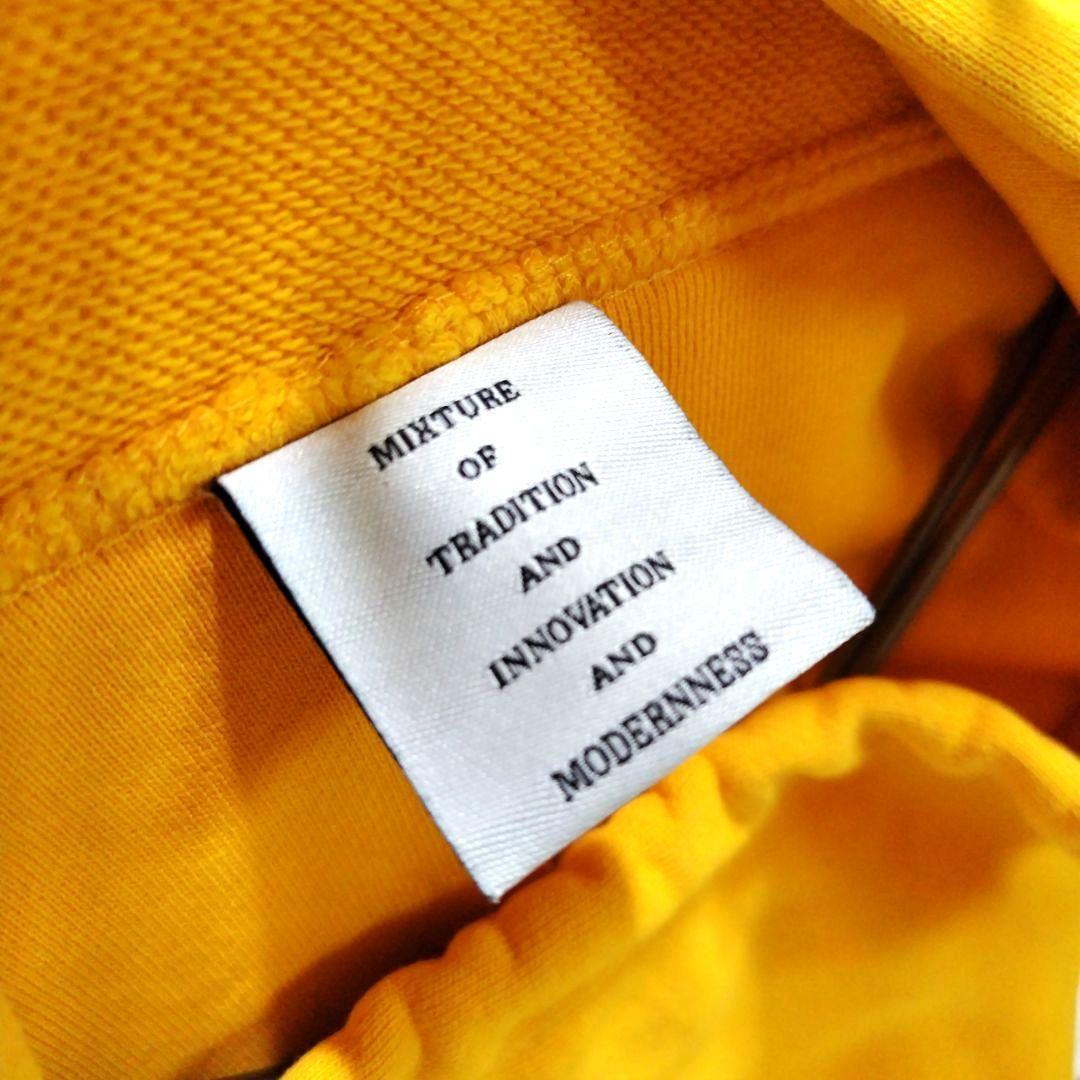 MIXTURE
OF
TRADITION
AND
INNOVATION
AND
MODERNNESS